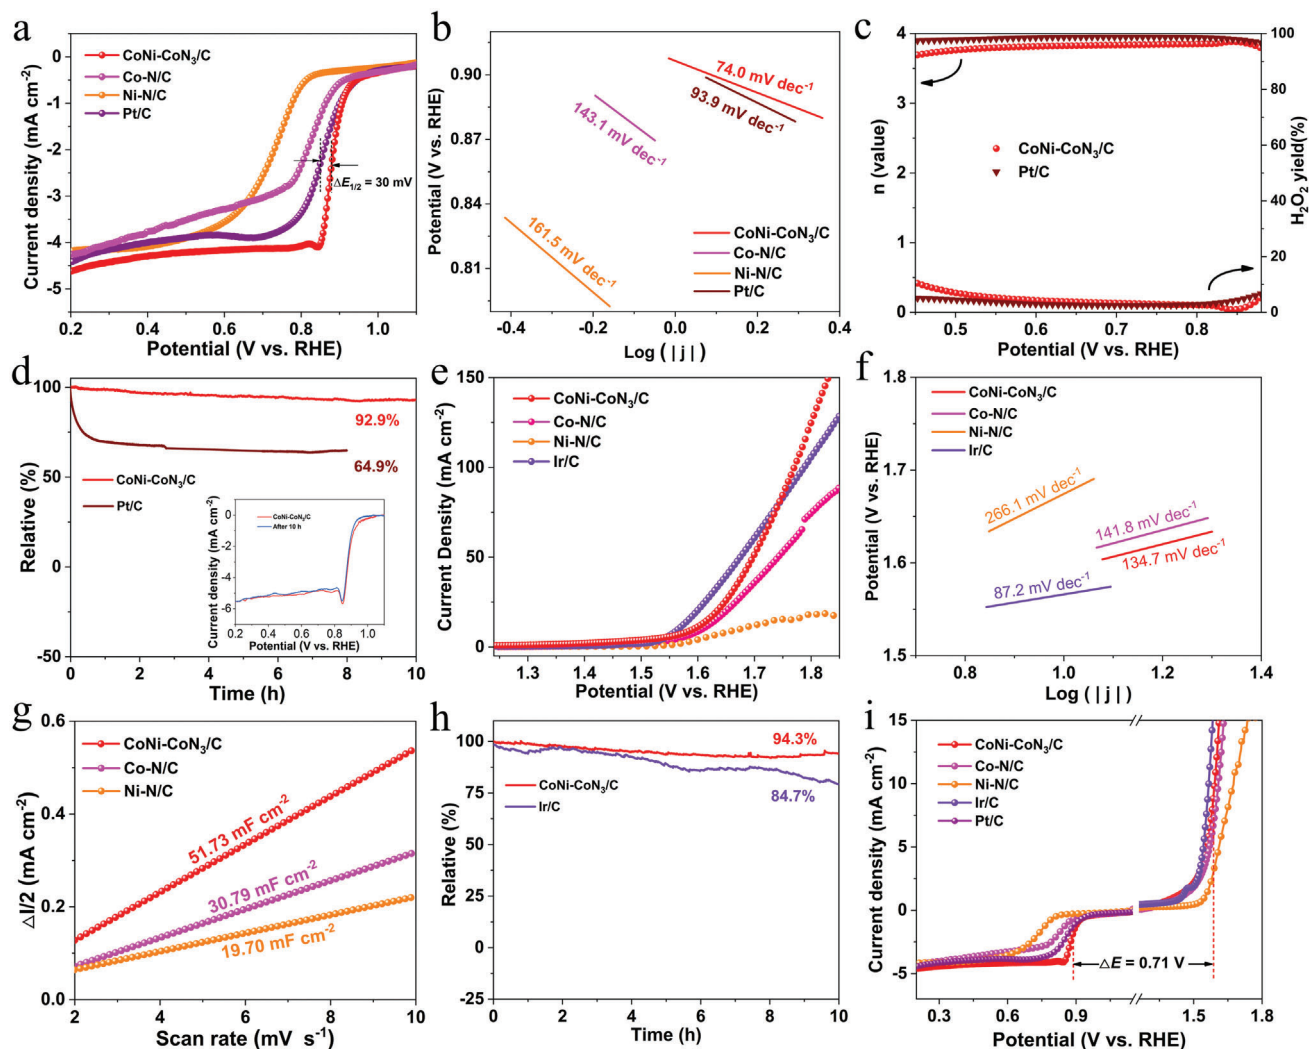 a
CoNi-CoN₃/C
Co-N/C
Ni-N/C
Pt/C
ΔE₁/₂ = 30 mV
Current density (mA cm⁻²)
0
-1
-2
-3
-4
-5
0.2 0.4 0.6 0.8 1.0
Potential (V vs. RHE)
b
74.0 mV dec⁻¹
93.9 mV dec⁻¹
143.1 mV dec⁻¹
161.5 mV dec⁻¹
CoNi-CoN₃/C
Co-N/C
Ni-N/C
Pt/C
Potential (V vs. RHE)
0.90
0.87
0.84
0.81
-0.4 -0.2 0.0 0.2 0.4
Log (|j|)
c
n (value)
4
3
2
1
0
CoNi-CoN₃/C
Pt/C
100
80
60
40
20
0
H₂O₂ yield(%)
0.5 0.6 0.7 0.8
Potential (V vs. RHE)
d
Relative (%)
100
50
0
-50
92.9%
64.9%
CoNi-CoN₃/C
Pt/C
CoNi-CoN₃/C
After 10 h
Current density (mA cm⁻²)
0
-2
-4
-6
0.2 0.4 0.6 0.8 1.0
Potential (V vs. RHE)
0 2 4 6 8 10
Time (h)
e
Current Density (mA cm⁻²)
150
125
100
75
50
25
0
CoNi-CoN₃/C
Co-N/C
Ni-N/C
Ir/C
1.3 1.4 1.5 1.6 1.7 1.8
Potential (V vs. RHE)
f
Potential (V vs. RHE)
1.8
1.7
1.6
1.5
CoNi-CoN₃/C
Co-N/C
Ni-N/C
Ir/C
266.1 mV dec⁻¹
141.8 mV dec⁻¹
134.7 mV dec⁻¹
87.2 mV dec⁻¹
0.8 1.0 1.2 1.4
Log (|j|)
g
ΔI/2 (mA cm⁻²)
0.6
0.4
0.2
0.0
CoNi-CoN₃/C
Co-N/C
Ni-N/C
51.73 mF cm⁻²
30.79 mF cm⁻²
19.70 mF cm⁻²
2 4 6 8 10
Scan rate (mV s⁻¹)
h
Relative (%)
100
75
50
25
0
-25
94.3%
84.7%
CoNi-CoN₃/C
Ir/C
0 2 4 6 8 10
Time (h)
i
Current density (mA cm⁻²)
15
10
5
0
-5
CoNi-CoN₃/C
Co-N/C
Ni-N/C
Ir/C
Pt/C
ΔE = 0.71 V
0.3 0.6 0.9 1.5 1.8
Potential (V vs. RHE)